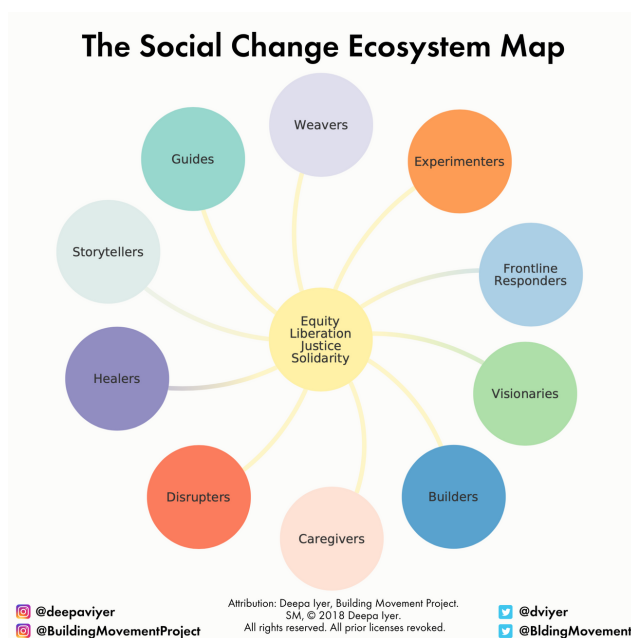 The Social Change Ecosystem Map
Weavers
Guides
Experimenters
Storytellers
Frontline
Responders
Equity
Liberation
Justice
Solidarity
Healers
Visionaries
Disrupters
Builders
Caregivers
@deepaviyer
@BuildingMovementProject
Attribution: Deepa Iyer, Building Movement Project.
SM, © 2018 Deepa Iyer.
All rights reserved. All prior licenses revoked.
@dviyer
@BldingMovement